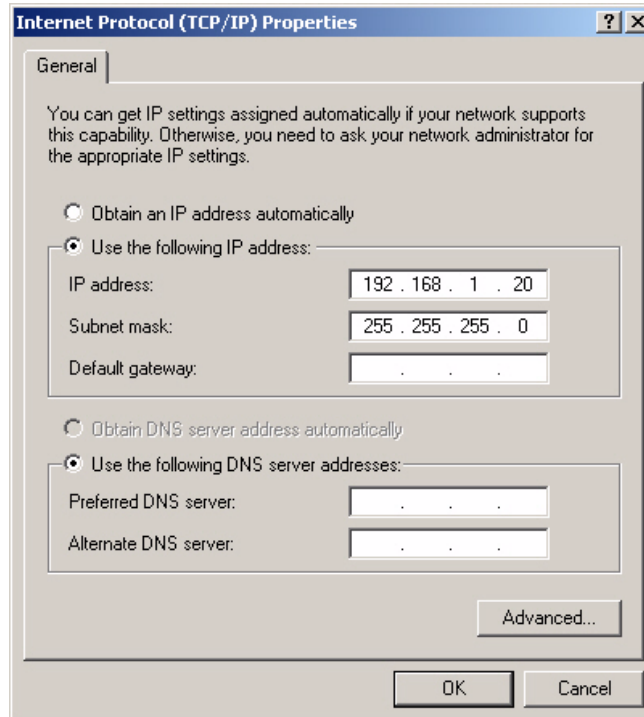 Internet Protocol (TCP/IP) Properties
General
You can get IP settings assigned automatically if your network supports
this capability. Otherwise, you need to ask your network administrator for
the appropriate IP settings.
Obtain an IP address automatically
Use the following IP address:
IP address: 192 . 168 . 1 . 20
Subnet mask: 255 . 255 . 255 . 0
Default gateway: . . .
Obtain DNS server address automatically
Use the following DNS server addresses:
Preferred DNS server: . . .
Alternate DNS server: . . .
Advanced...
OK Cancel